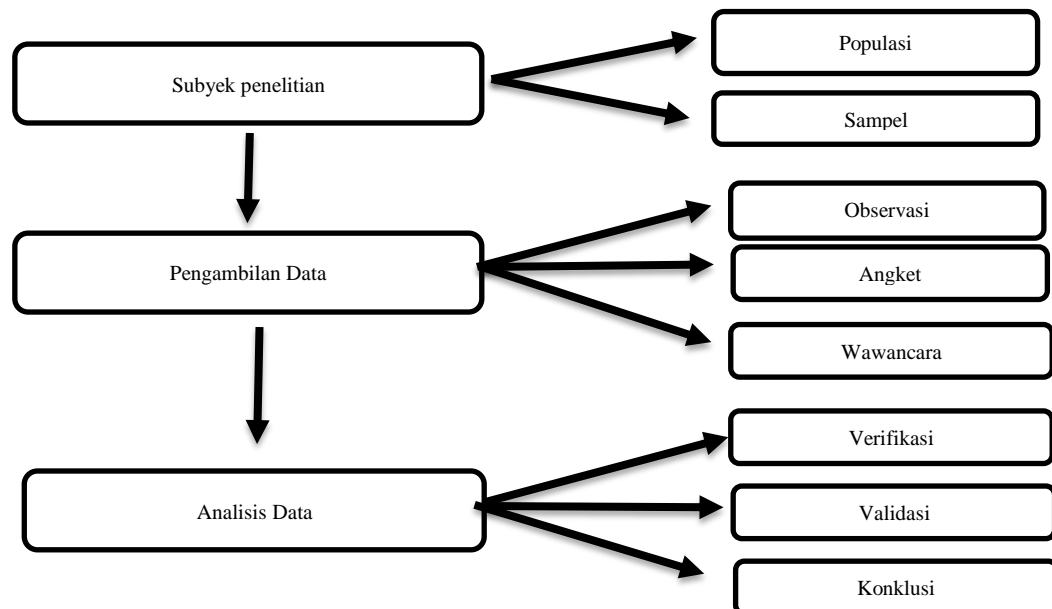 Subyek penelitian
Populasi
Sampel
Pengambilan Data
Observasi
Angket
Wawancara
Analisis Data
Verifikasi
Validasi
Konklusi